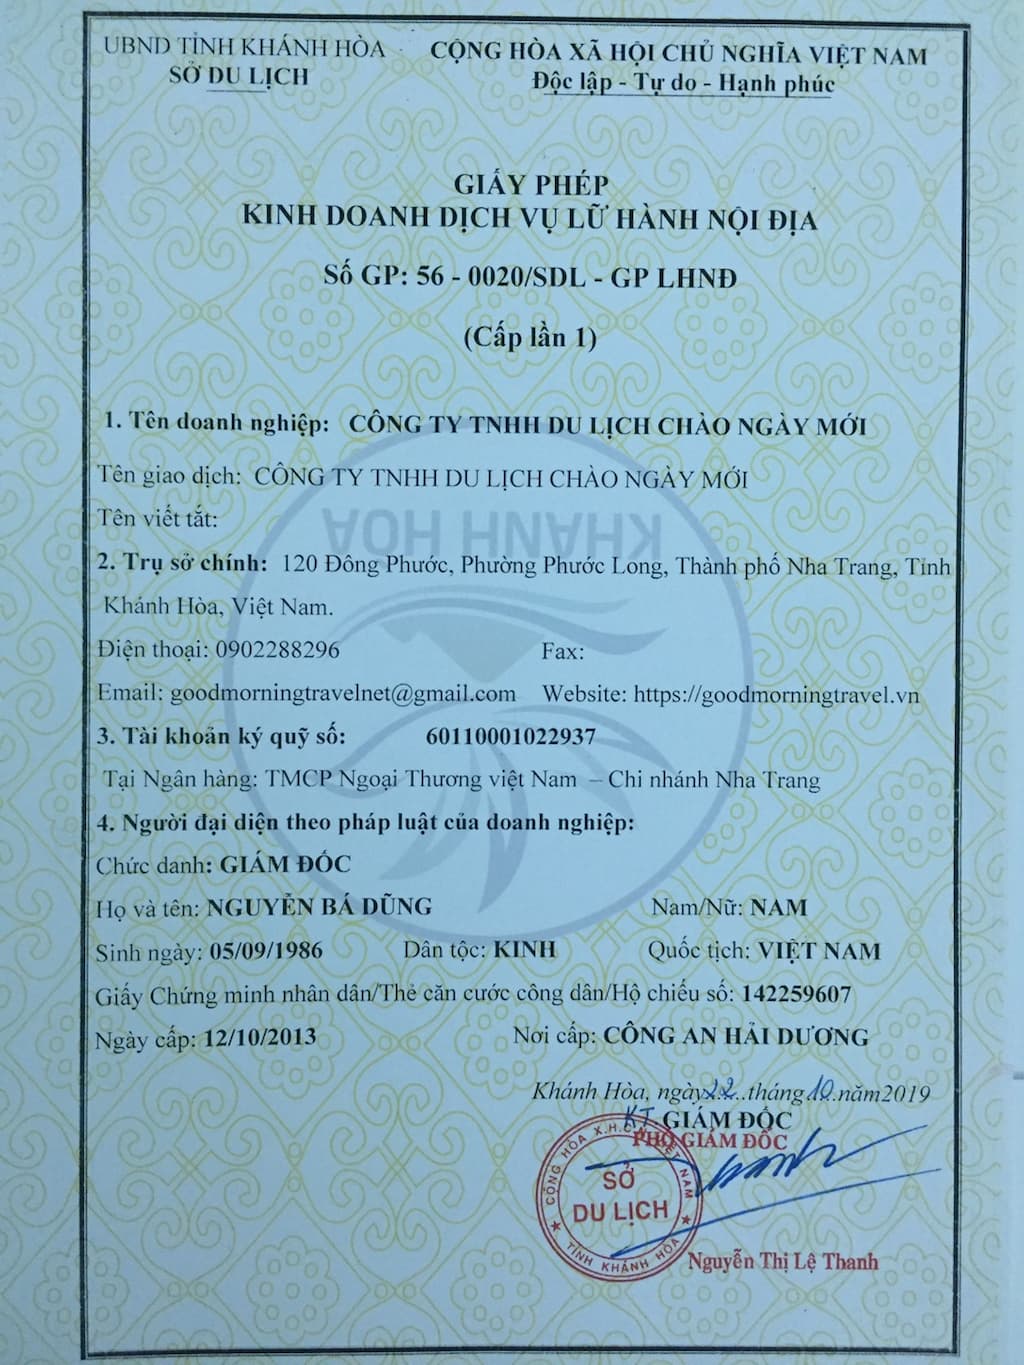 UBND TỈNH KHÁNH HÒA
SỞ DU LỊCH
CỘNG HÒA XÃ HỘI CHỦ NGHĨA VIỆT NAM
Độc lập - Tự do - Hạnh phúc
GIẤY PHÉP
KINH DOANH DỊCH VỤ LỮ HÀNH NỘI ĐỊA
Số GP: 56 - 0020/SDL - GP LHNĐ
(Cấp lần 1)
1. Tên doanh nghiệp: CÔNG TY TNHH DU LỊCH CHÀO NGÀY MỚI
Tên giao dịch: CÔNG TY TNHH DU LỊCH CHÀO NGÀY MỚI
Tên viết tắt:
KHANH HOA
2. Trụ sở chính: 120 Đông Phước, Phường Phước Long, Thành phố Nha Trang, Tỉnh
Khánh Hòa, Việt Nam.
Điện thoại: 0902288296 Fax:
Email: goodmorningtravelnet@gmail.com Website: https://goodmorningtravel.vn
3. Tài khoản ký quỹ số: 60110001022937
Tại Ngân hàng: TMCP Ngoại Thương việt Nam – Chi nhánh Nha Trang
4. Người đại diện theo pháp luật của doanh nghiệp:
Chức danh: GIÁM ĐỐC
Họ và tên: NGUYỄN BÁ DŨNG Nam/Nữ: NAM
Sinh ngày: 05/09/1986 Dân tộc: KINH Quốc tịch: VIỆT NAM
Giấy Chứng minh nhân dân/Thẻ căn cước công dân/Hộ chiếu số: 142259607
Ngày cấp: 12/10/2013 Nơi cấp: CÔNG AN HẢI DƯƠNG
Khánh Hòa, ngày 22 tháng 10 năm 2019
KT. GIÁM ĐỐC
PHÓ GIÁM ĐỐC
CỘNG HÒA X.H.C.N VIỆT NAM
SỞ
DU LỊCH
TỈNH KHÁNH HÒA
Nguyễn Thị Lệ Thanh